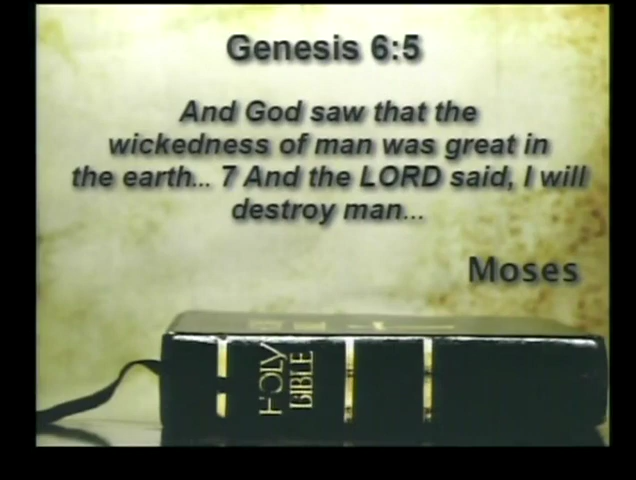 Genesis 6:5
And God saw that the
wickedness of man was great in
the earth... 7 And the LORD said, I will
destroy man...
Moses
HOLY
BIBLE